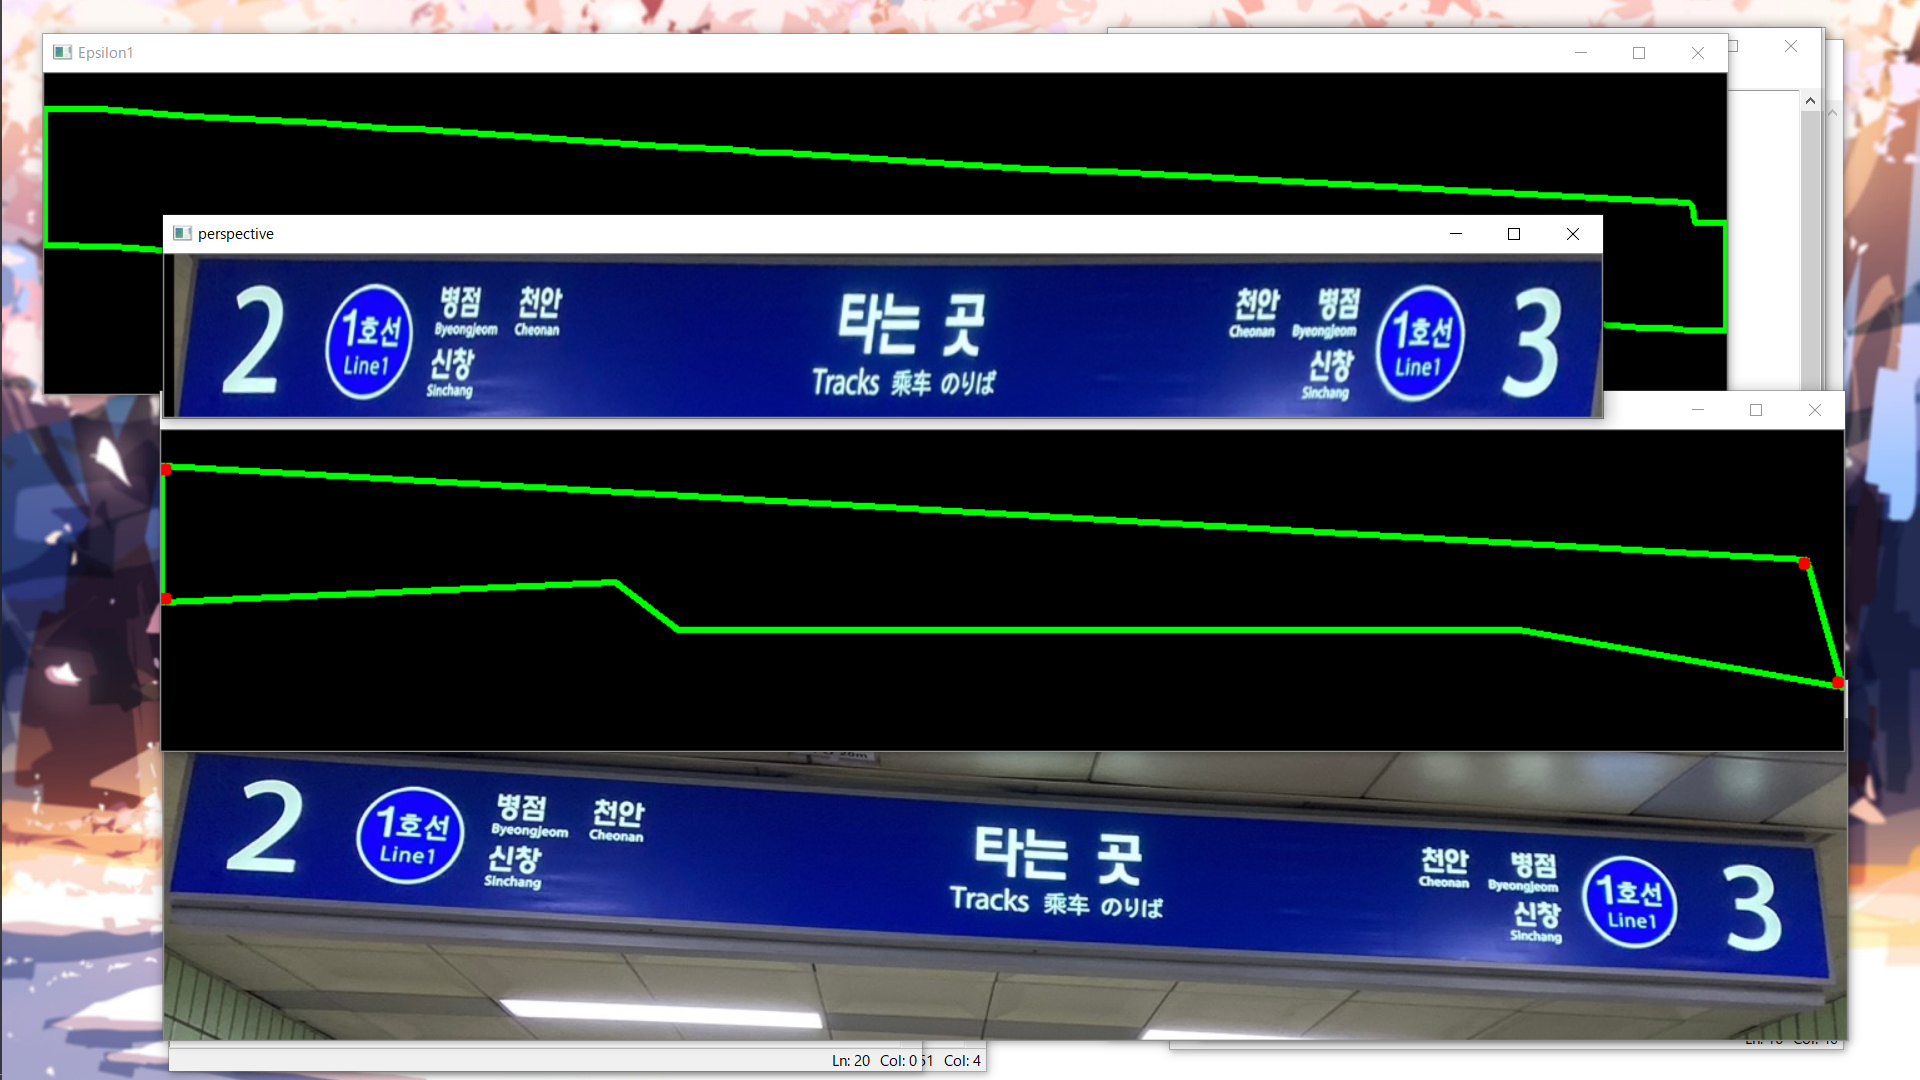 Epsilon1
perspective
2
1호선
Line1
병점 천안
Byeongjeom Cheonan
신창
Sinchang
타는 곳
Tracks 乘车 のりば
천안 병점
Cheonan Byeongjeom
신창
Sinchang
1호선
Line1
3
2
1호선
Line1
병점 천안
Byeongjeom Cheonan
신창
Sinchang
타는 곳
Tracks 乘车 のりば
천안 병점
Cheonan Byeongjeom
신창
Sinchang
1호선
Line1
3
Ln: 20 Col: 0
51 Col: 4